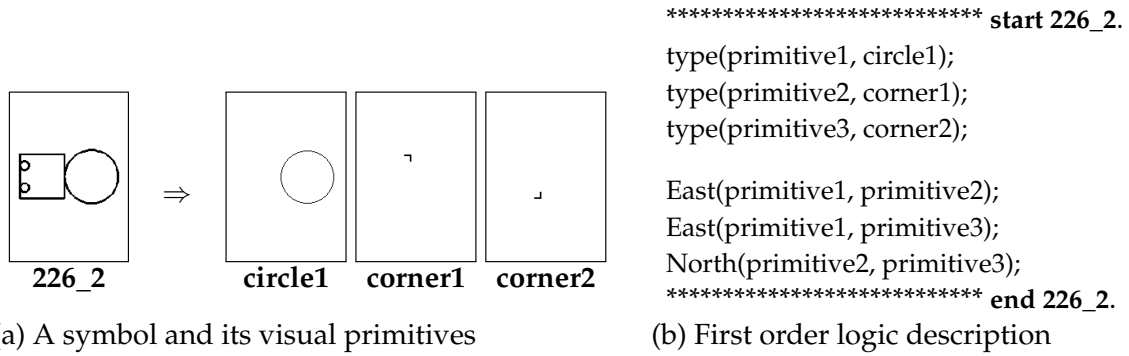 ⇒
226_2
circle1 corner1 corner2
a) A symbol and its visual primitives
**************************** start 226_2.
type(primitive1, circle1);
type(primitive2, corner1);
type(primitive3, corner2);
East(primitive1, primitive2);
East(primitive1, primitive3);
North(primitive2, primitive3);
**************************** end 226_2.
(b) First order logic description